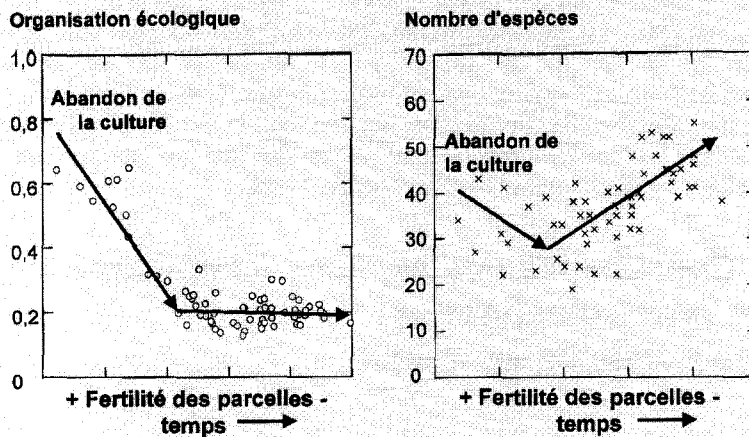 Organisation écologique
1,0
0,8
0,6
0,4
0,2
0
Abandon de
la culture
+ Fertilité des parcelles -
temps
Nombre d'espèces
70
60
50
40
30
20
10
0
Abandon de
la culture
+ Fertilité des parcelles -
temps